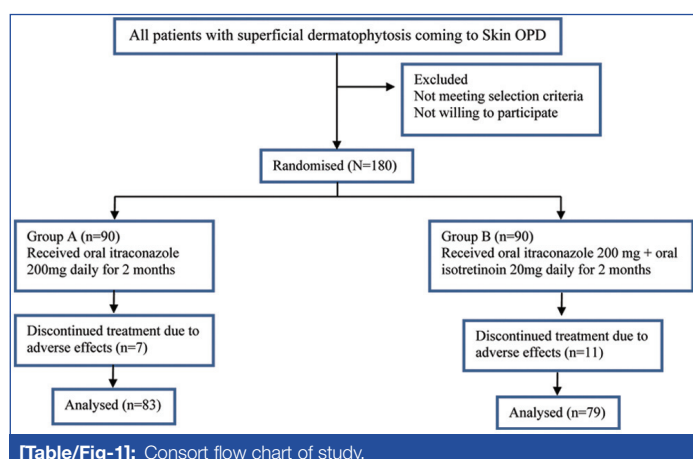 All patients with superficial dermatophytosis coming to Skin OPD
Excluded
Not meeting selection criteria
Not willing to participate
Randomised (N=180)
Group A (n=90)
Received oral itraconazole
200mg daily for 2 months
Group B (n=90)
Received oral itraconazole 200 mg + oral
isotretinoin 20mg daily for 2 months
Discontinued treatment due to
adverse effects (n=7)
Discontinued treatment due to
adverse effects (n=11)
Analysed (n=83)
Analysed (n=79)
[Table/Fig-1]: Consort flow chart of study.